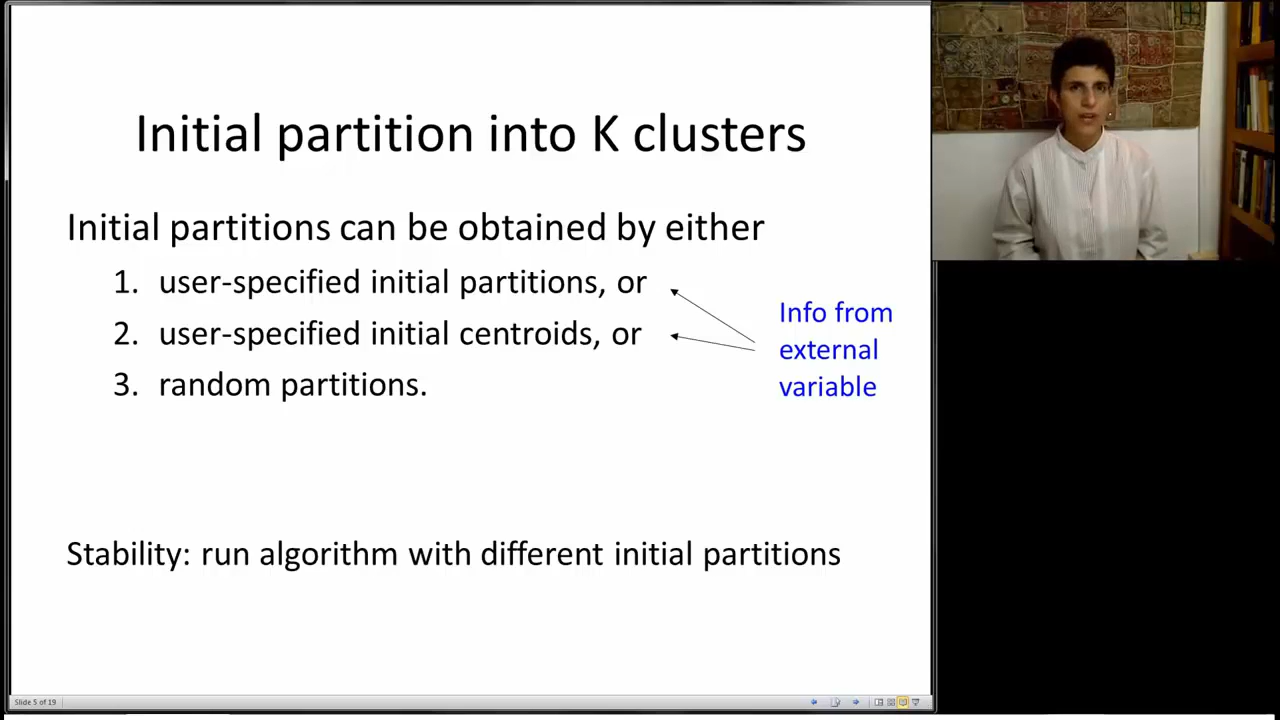 Initial partition into K clusters
Initial partitions can be obtained by either
1. user-specified initial partitions, or
2. user-specified initial centroids, or
3. random partitions.
Info from
external
variable
Stability: run algorithm with different initial partitions
Slide 5 of 19